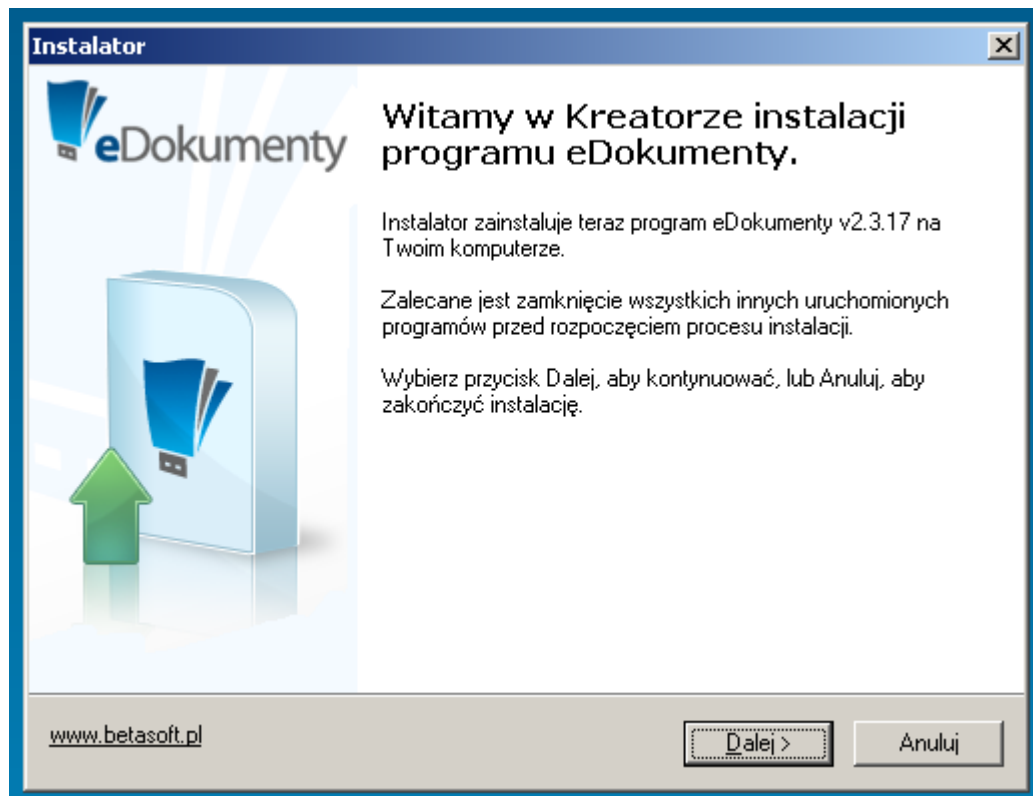 Instalator
eDokumenty
Witamy w Kreatorze instalacji
programu eDokumenty.
Instalator zainstaluje teraz program eDokumenty v2.3.17 na
Twoim komputerze.
Zalecane jest zamknięcie wszystkich innych uruchomionych
programów przed rozpoczęciem procesu instalacji.
Wybierz przycisk Dalej, aby kontynuować, lub Anuluj, aby
zakończyć instalację.
www.betasoft.pl
Dalej >
Anuluj